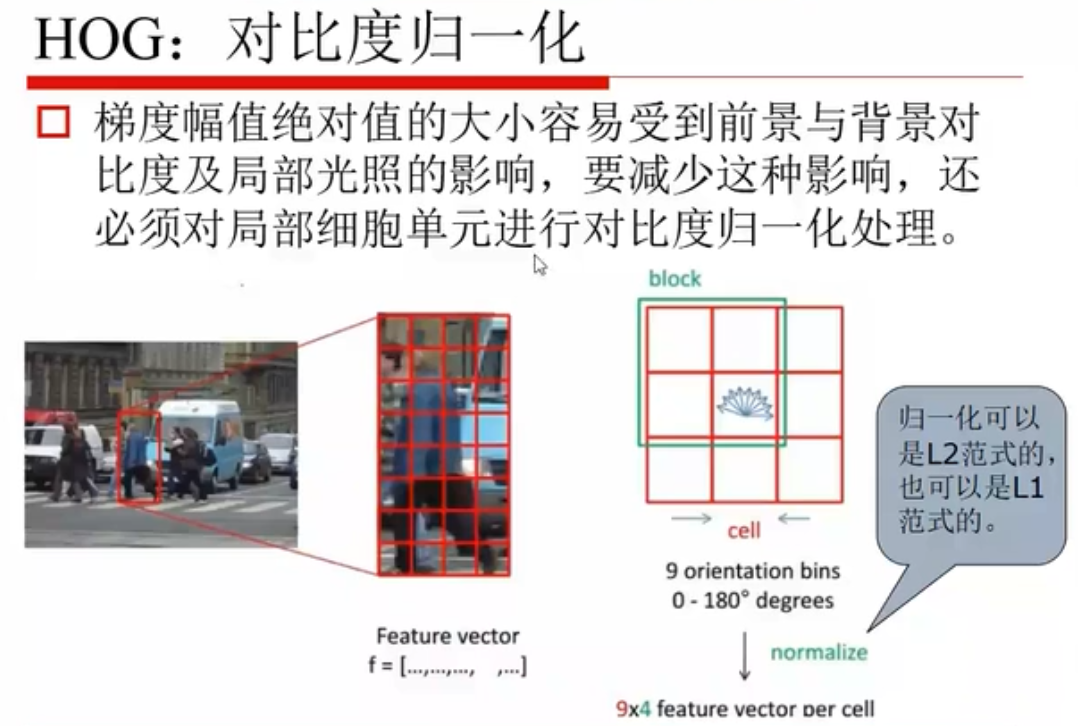 HOG：对比度归一化
梯度幅值绝对值的大小容易受到前景与背景对
比度及局部光照的影响，要减少这种影响，还
必须对局部细胞单元进行对比度归一化处理。
block
归一化可以
是L2范式的，
也可以是L1
范式的。
cell
9 orientation bins
0 - 180° degrees
Feature vector
f = [...,...,...,    ,...]
normalize
9x4 feature vector per cell